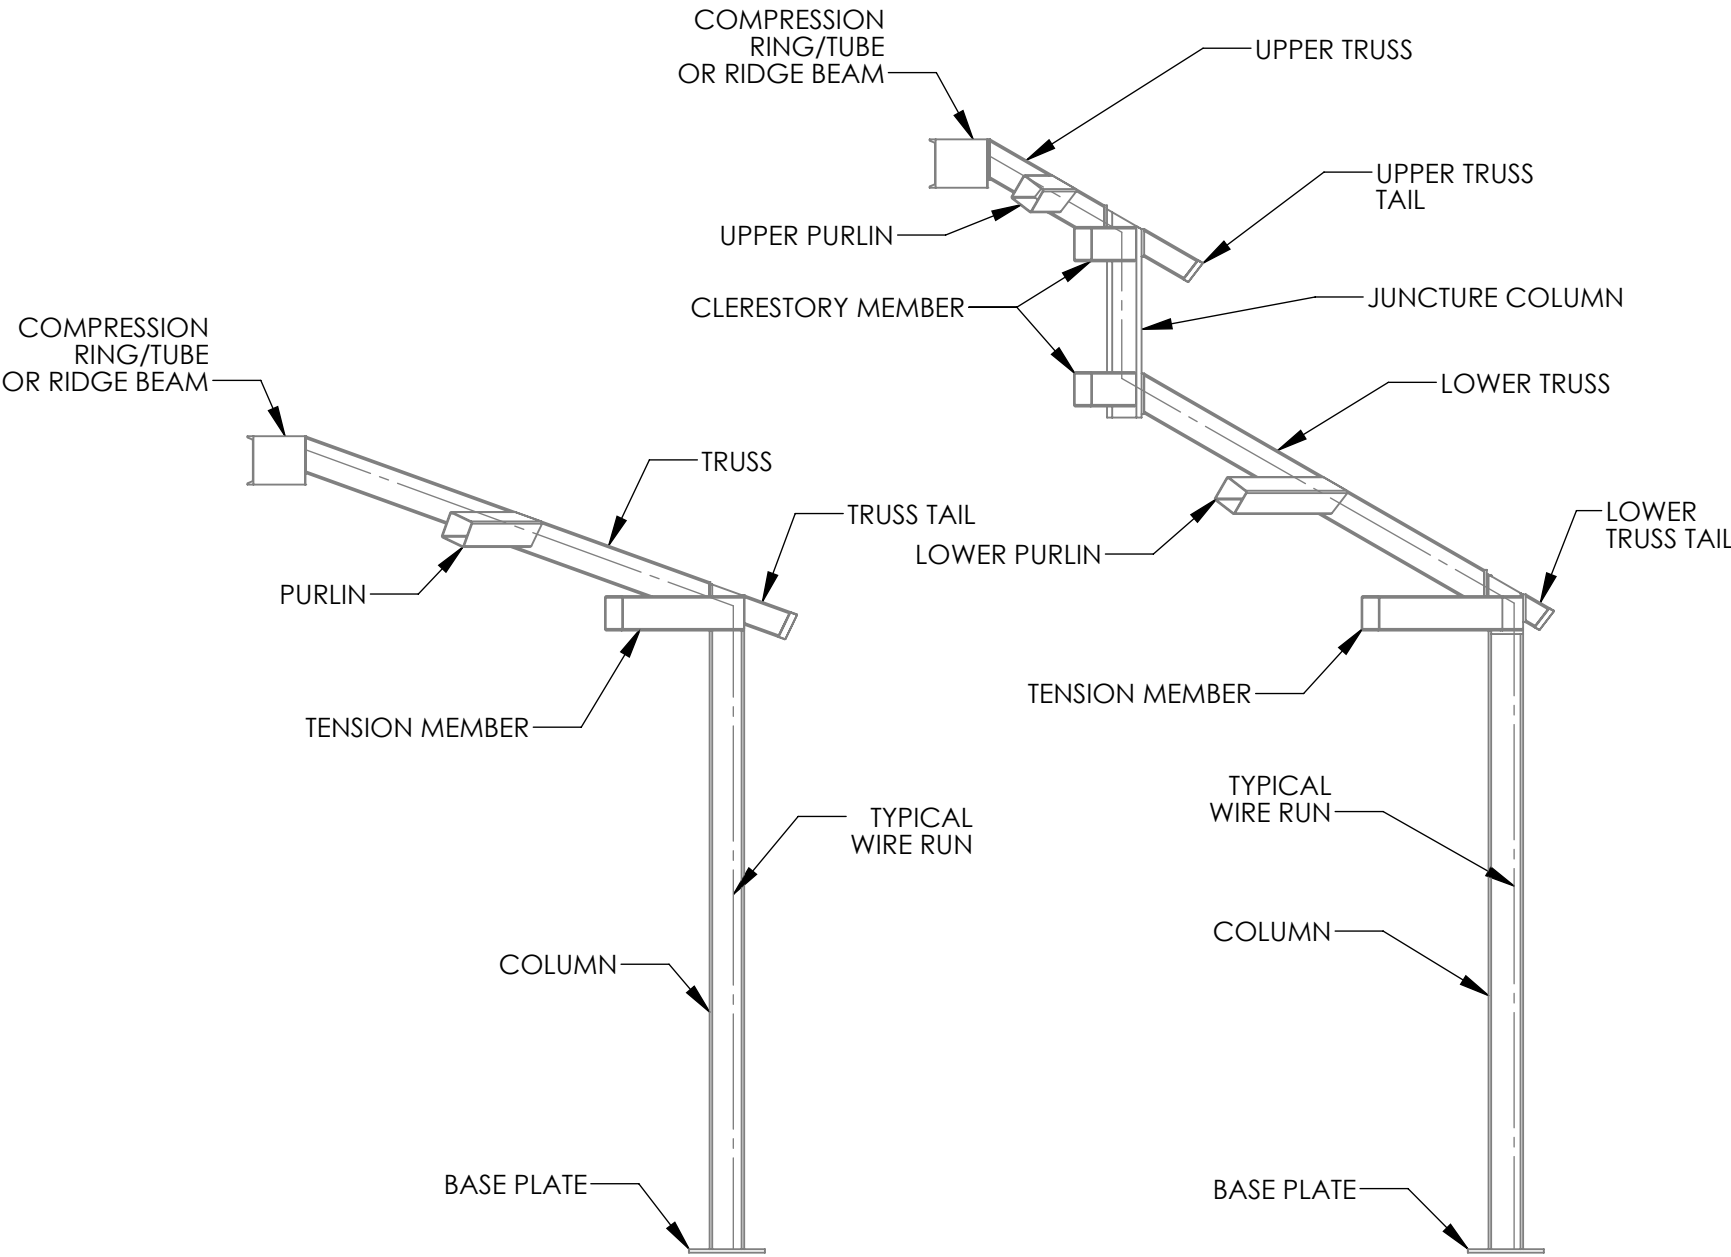 COMPRESSION
RING/TUBE
OR RIDGE BEAM
TRUSS
TRUSS TAIL
PURLIN
TENSION MEMBER
TYPICAL
WIRE RUN
COLUMN
BASE PLATE
COMPRESSION
RING/TUBE
OR RIDGE BEAM
UPPER TRUSS
UPPER TRUSS
TAIL
UPPER PURLIN
CLERESTORY MEMBER
JUNCTURE COLUMN
LOWER TRUSS
LOWER
TRUSS TAIL
LOWER PURLIN
TENSION MEMBER
TYPICAL
WIRE RUN
COLUMN
BASE PLATE